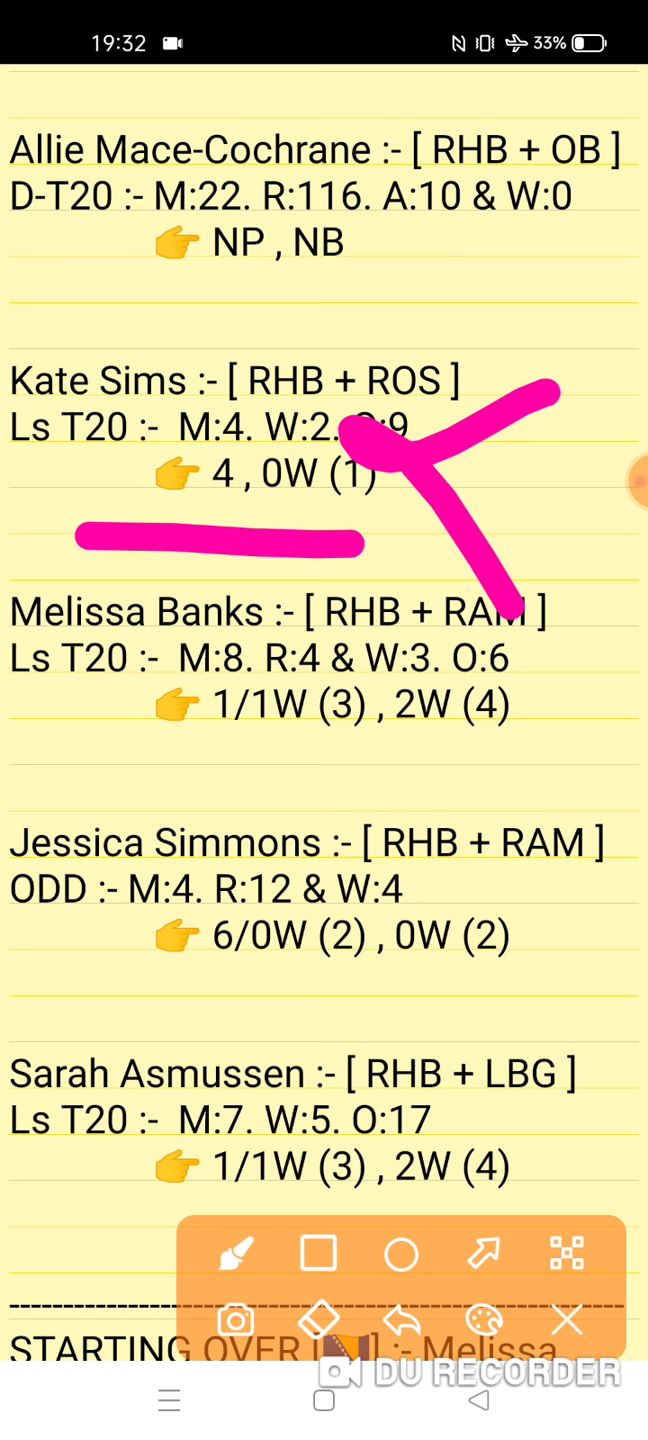 19:32 33%
Allie Mace-Cochrane :- [ RHB + OB ]
D-T20 :- M:22. R:116. A:10 & W:0
👉 NP , NB
Kate Sims :- [ RHB + ROS ]
Ls T20 :- M:4. W:2. :9
👉 4 , 0W (1)
Melissa Banks :- [ RHB + RAM ]
Ls T20 :- M:8. R:4 & W:3. O:6
👉 1/1W (3) , 2W (4)
Jessica Simmons :- [ RHB + RAM ]
ODD :- M:4. R:12 & W:4
👉 6/0W (2) , 0W (2)
Sarah Asmussen :- [ RHB + LBG ]
Ls T20 :- M:7. W:5. O:17
👉 1/1W (3) , 2W (4)
STARTING OVER [ ] :- Melissa
DU RECORDER